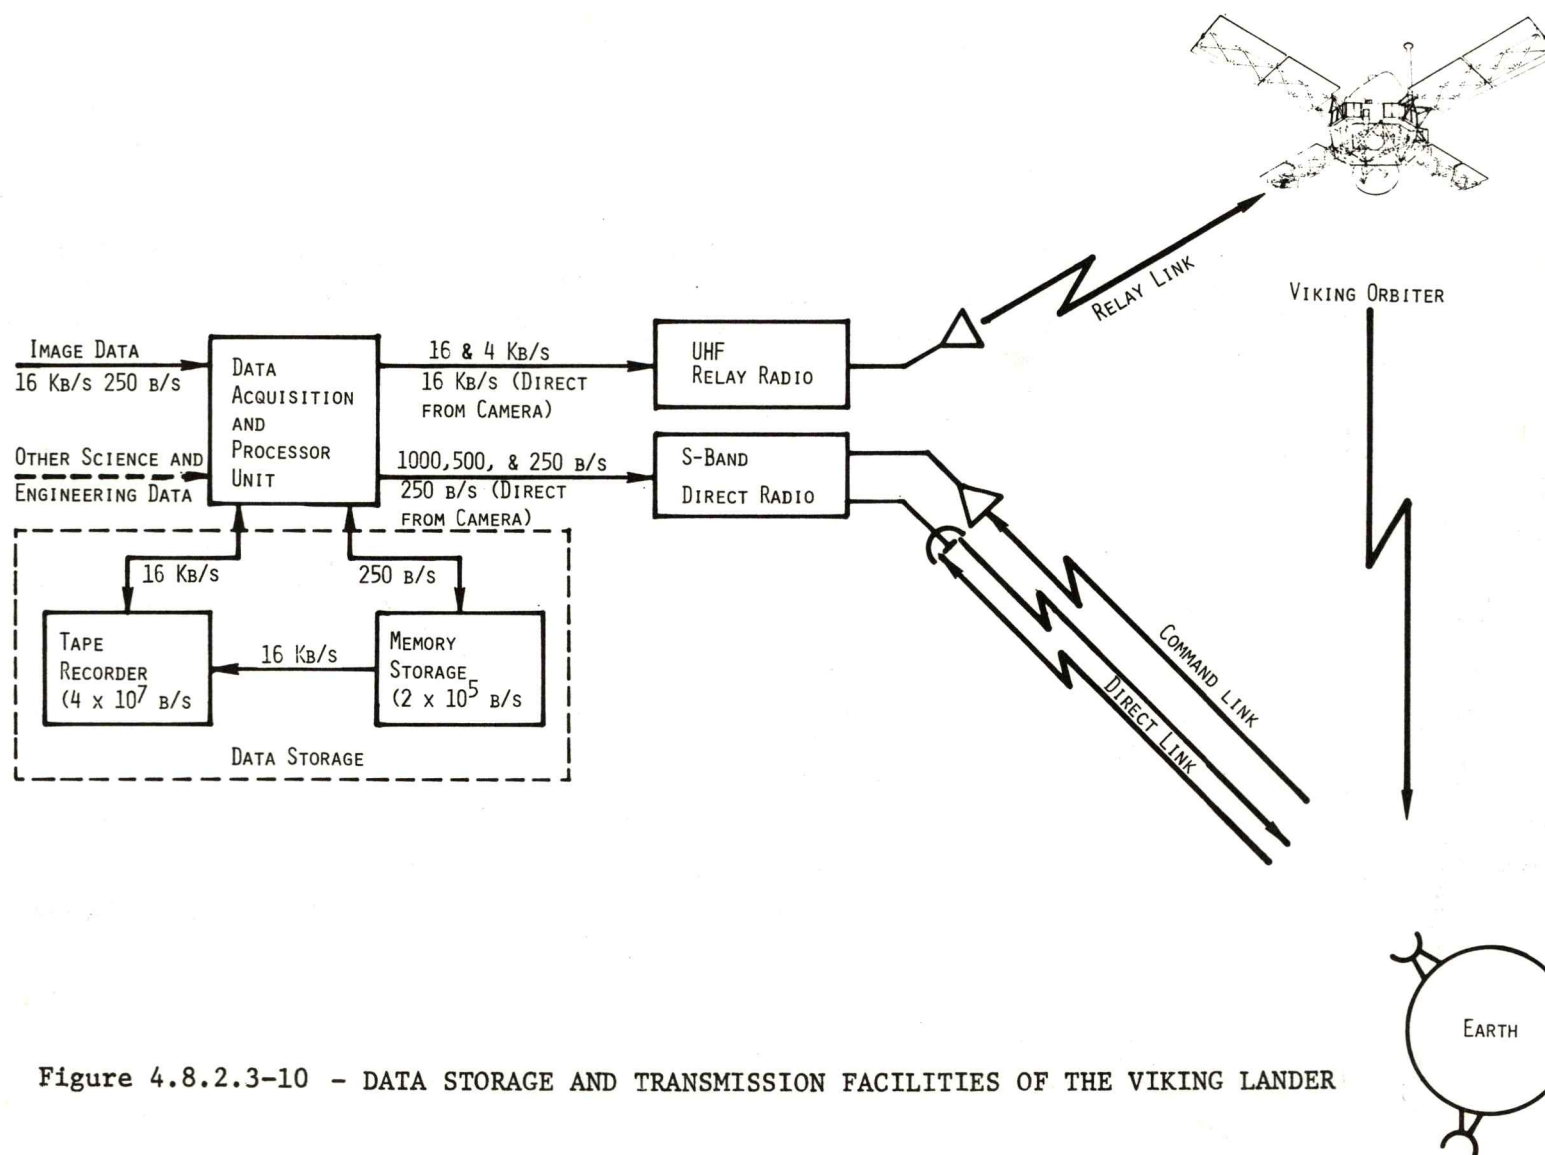 VIKING ORBITER
RELAY LINK
IMAGE DATA
16 KB/S 250 B/S
OTHER SCIENCE AND
ENGINEERING DATA
DATA
ACQUISITION
AND
PROCESSOR
UNIT
16 & 4 KB/S
16 KB/S (DIRECT
FROM CAMERA)
1000,500, & 250 B/S
250 B/S (DIRECT
FROM CAMERA)
UHF
RELAY RADIO
S-BAND
DIRECT RADIO
16 KB/S
250 B/S
TAPE
RECORDER
(4 x 10⁷ B/S
16 KB/S
MEMORY
STORAGE
(2 x 10⁵ B/S
DATA STORAGE
COMMAND LINK
DIRECT LINK
EARTH
Figure 4.8.2.3-10 - DATA STORAGE AND TRANSMISSION FACILITIES OF THE VIKING LANDER